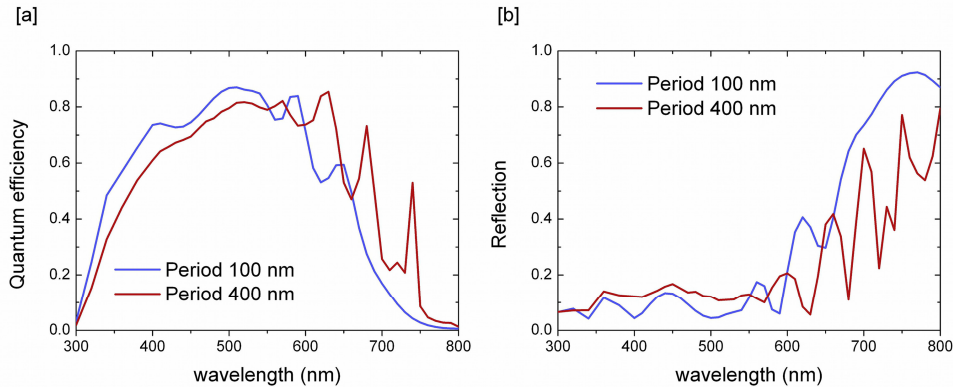 [a]
1.0
0.8
0.6
0.4
0.2
0.0
Quantum efficiency
Period 100 nm
Period 400 nm
300 400 500 600 700 800
wavelength (nm)
[b]
1.0
0.8
0.6
0.4
0.2
0.0
Reflection
Period 100 nm
Period 400 nm
300 400 500 600 700 800
wavelength (nm)